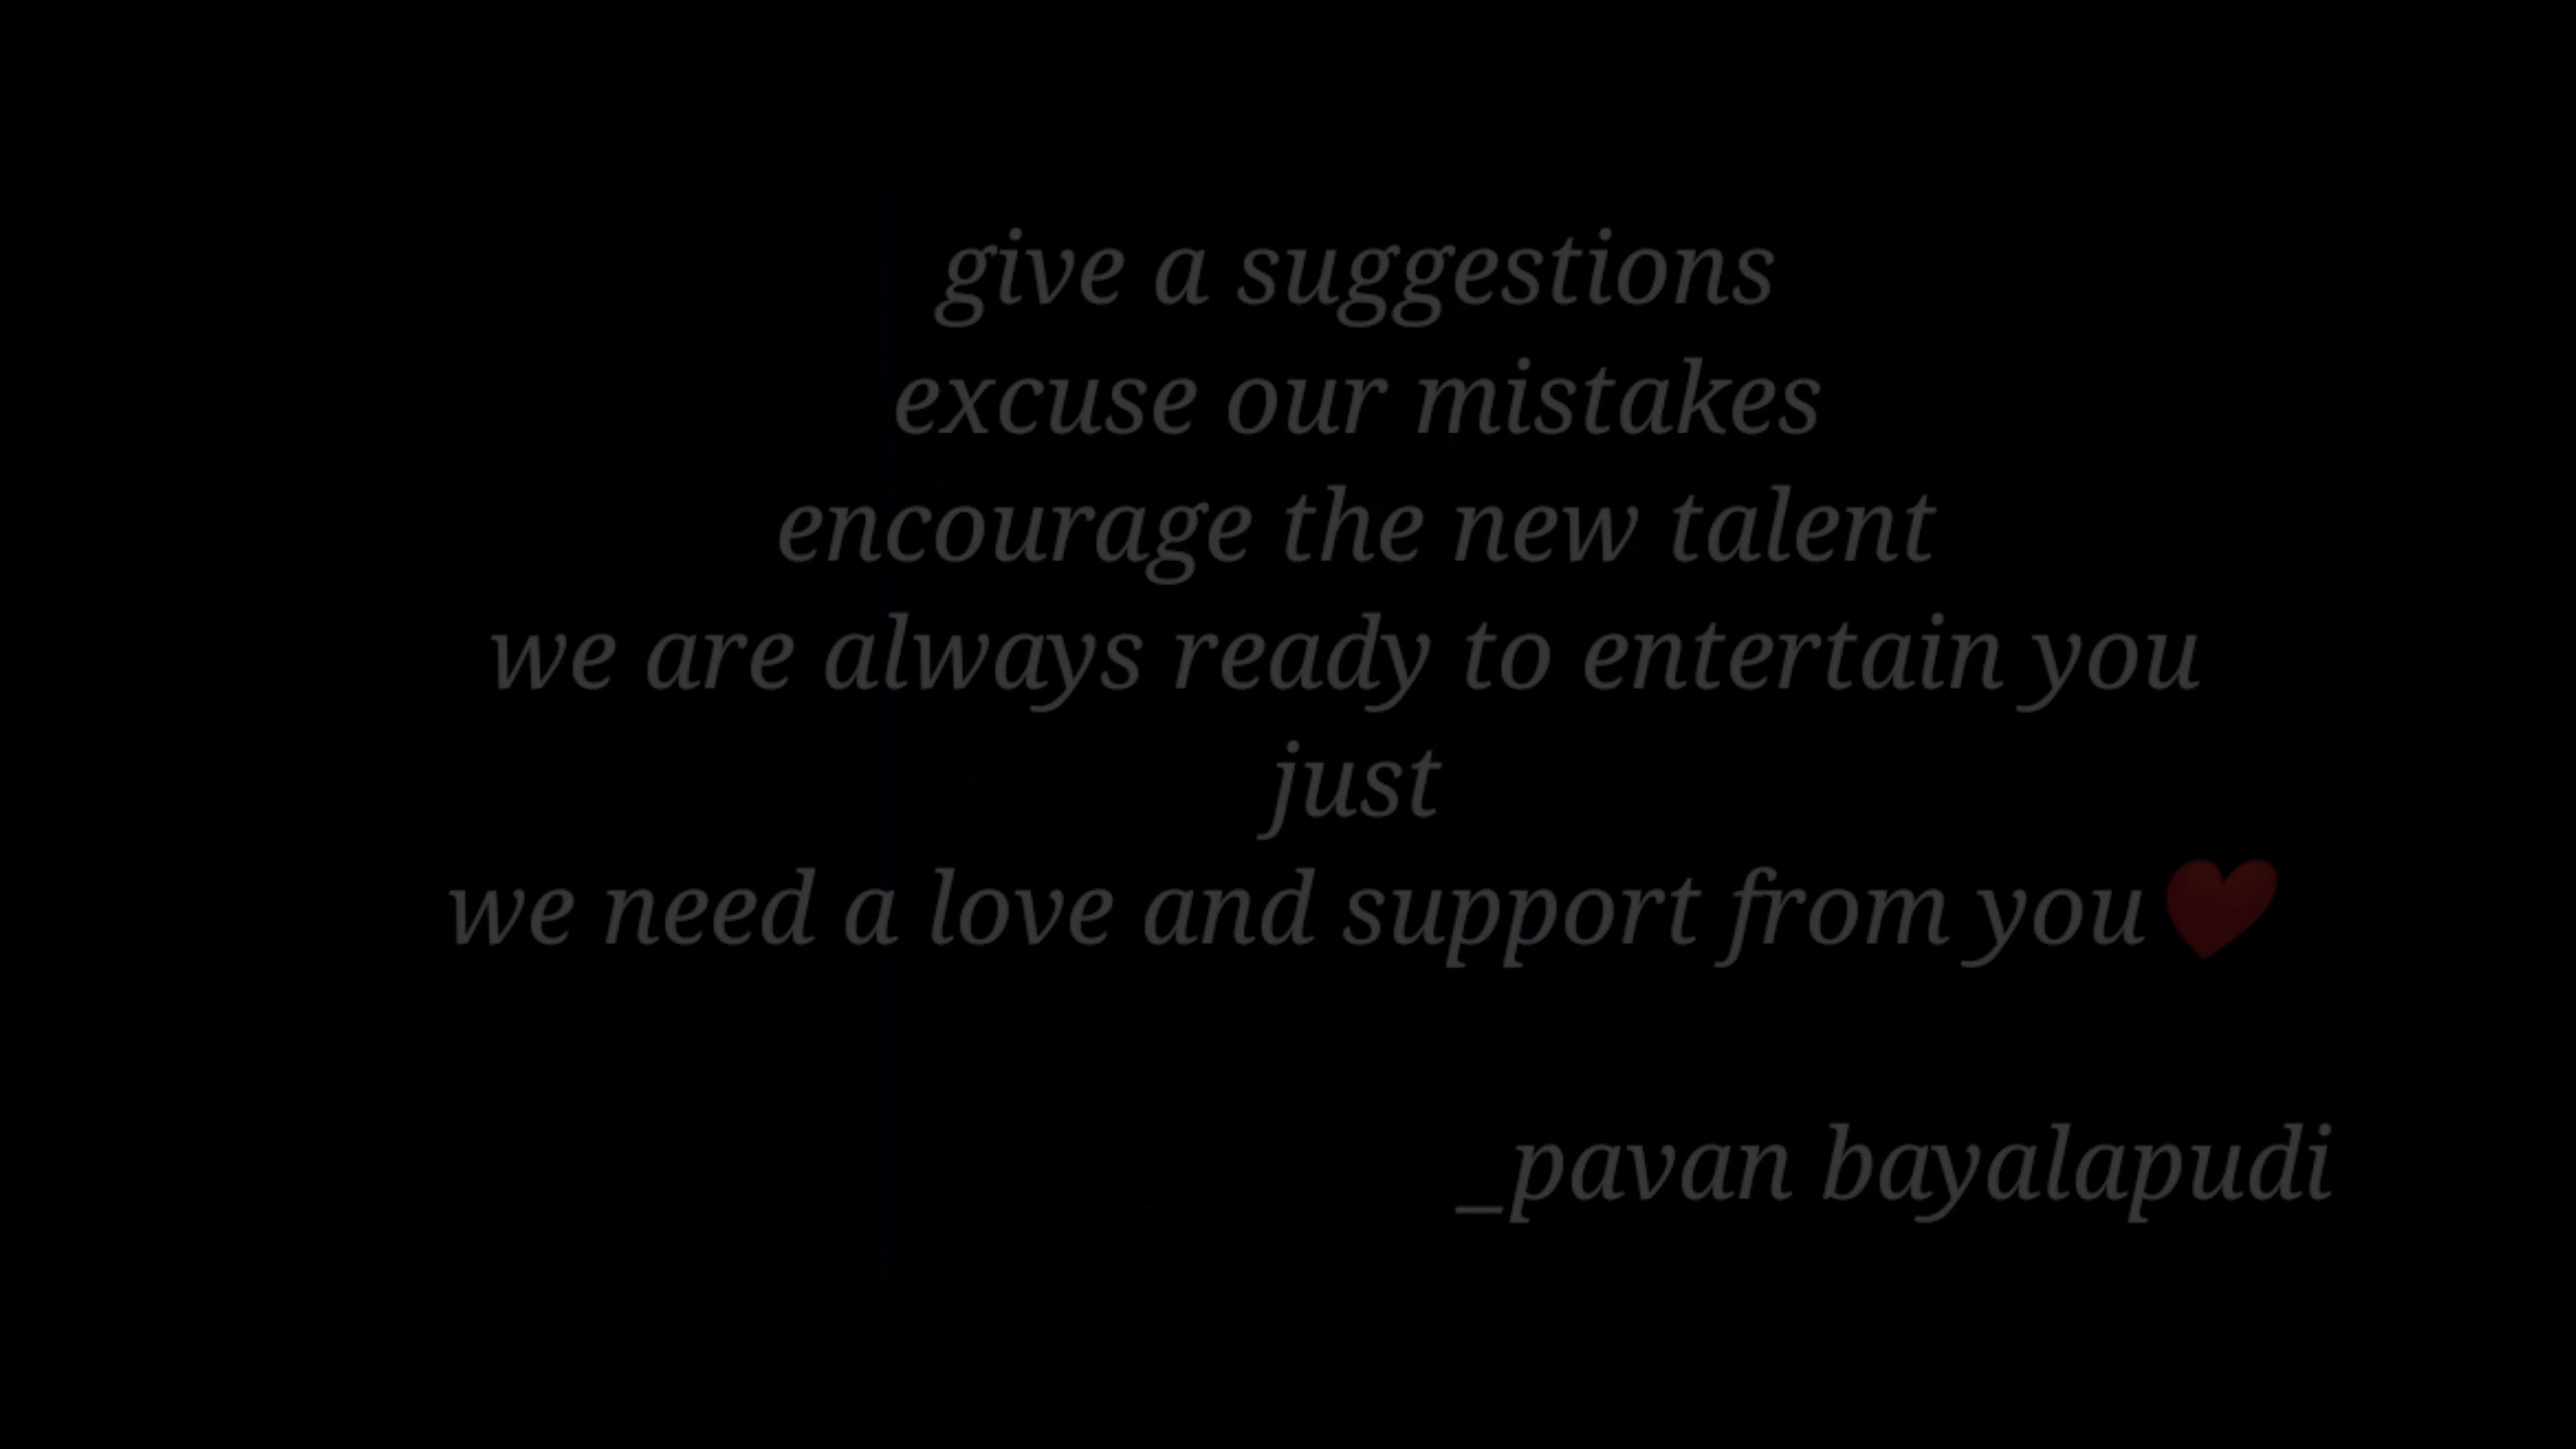 give a suggestions
excuse our mistakes
encourage the new talent
we are always ready to entertain you
just
we need a love and support from you❤️
_pavan bayalapudi